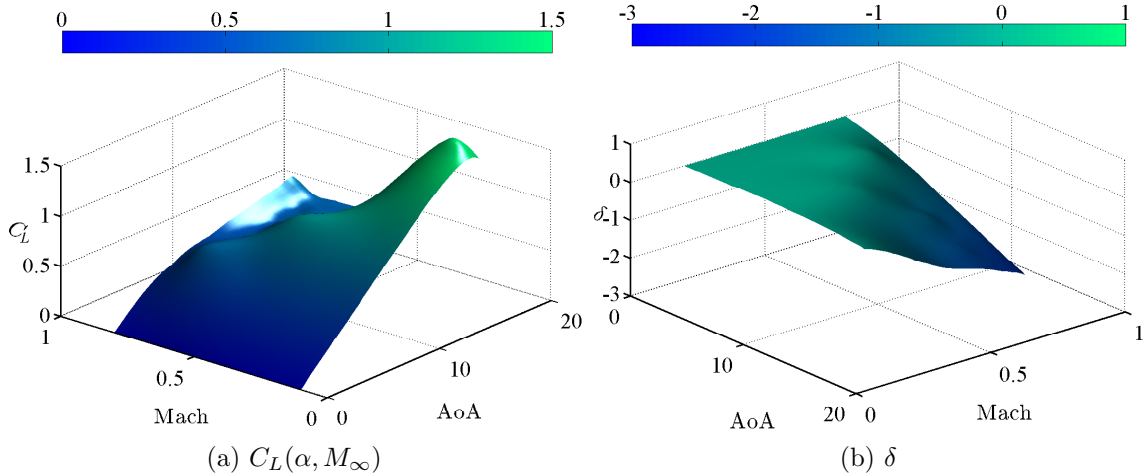 0 0.5 1 1.5
-3 -2 -1 0 1
1.5
1
0.5
0
C_L
1 0.5 0
Mach
0 10 20
AoA
1
0
-1
-2
-3
δ
0 10 20
AoA
0 0.5 1
Mach
(a) C_L(α, M_∞)
(b) δ